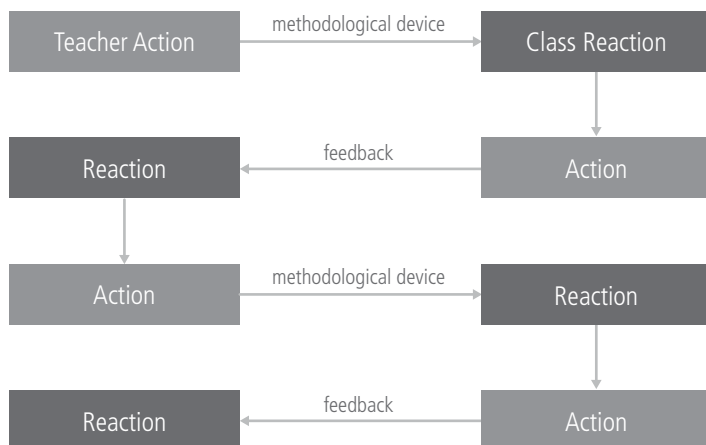 Teacher Action
methodological device
Class Reaction
Reaction
feedback
Action
Action
methodological device
Reaction
Reaction
feedback
Action